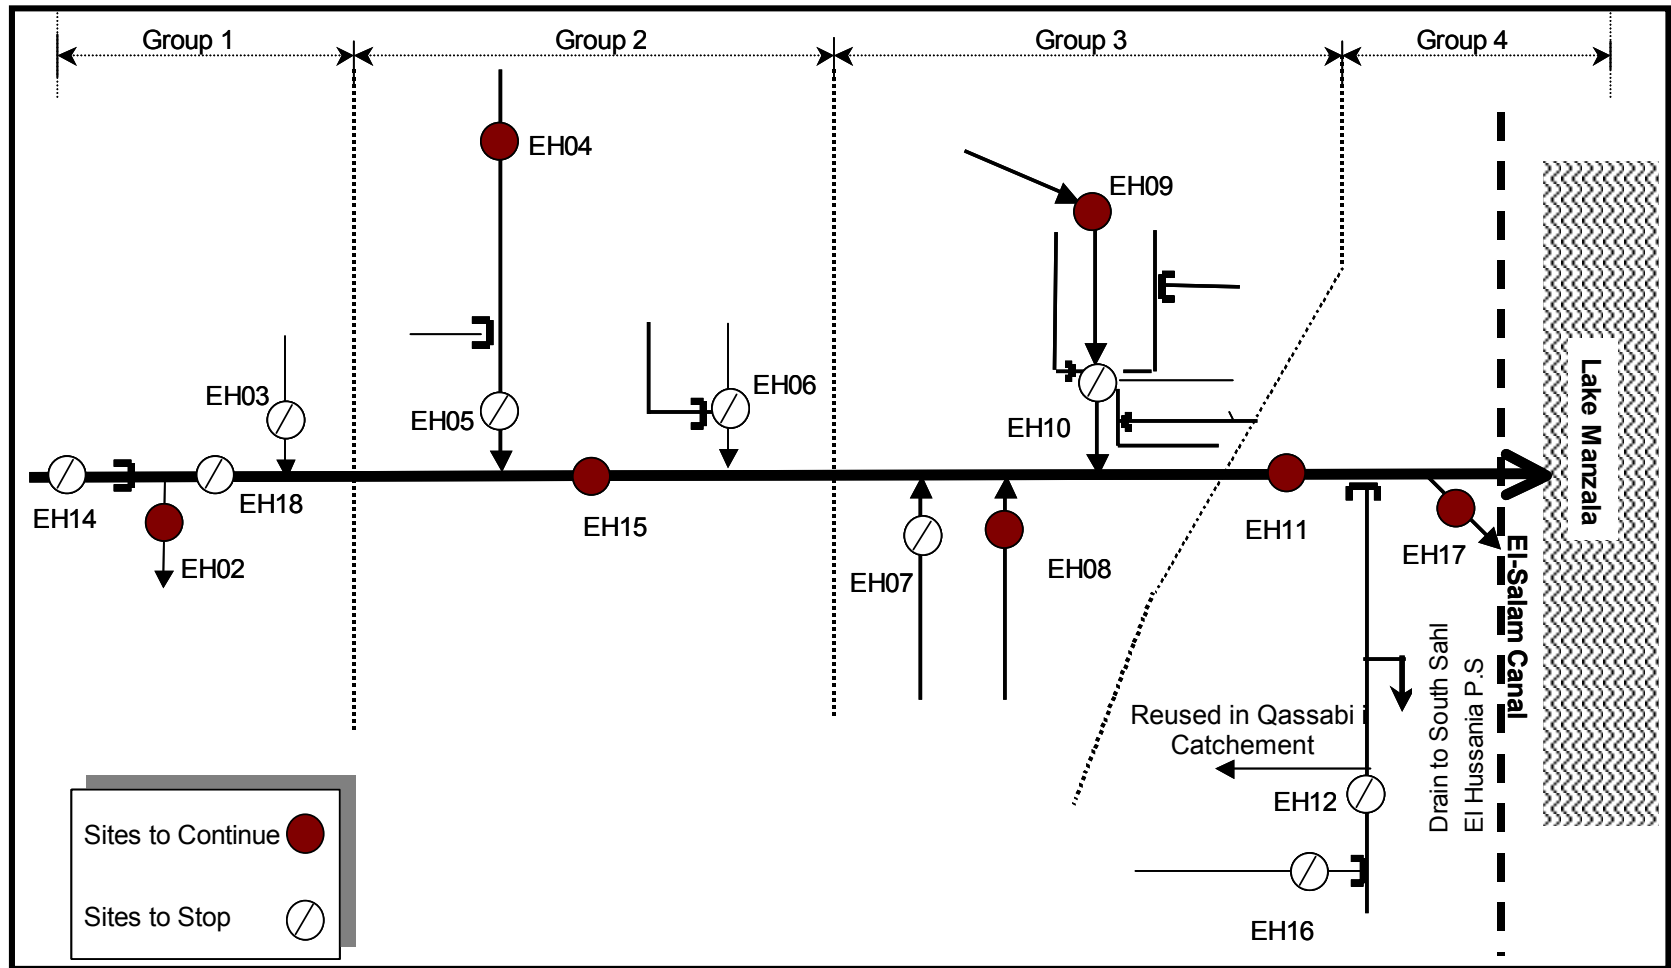 Group 1
Group 2
Group 3
Group 4
EH04
EH09
EH03
EH05
EH06
EH10
EH14
EH18
EH02
EH15
EH07
EH08
EH11
EH17
Lake Manzala
El-Salam Canal
Drain to South Sahl
El Hussania P.S
Reused in Qassabi i
Catchement
EH12
EH16
Sites to Continue
Sites to Stop